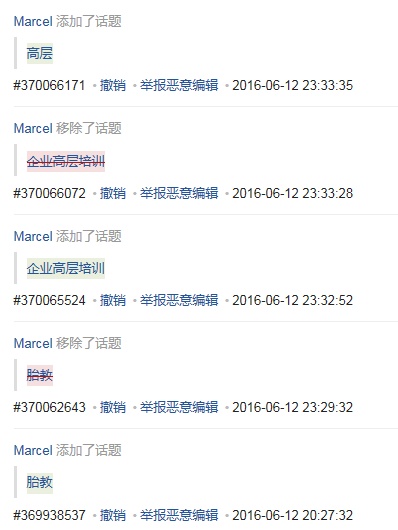 Marcel 添加了话题
高层
#370066171 • 撤销 • 举报恶意编辑 • 2016-06-12 23:33:35
Marcel 移除了话题
企业高层培训
#370066072 • 撤销 • 举报恶意编辑 • 2016-06-12 23:33:28
Marcel 添加了话题
企业高层培训
#370065524 • 撤销 • 举报恶意编辑 • 2016-06-12 23:32:52
Marcel 移除了话题
胎教
#370062643 • 撤销 • 举报恶意编辑 • 2016-06-12 23:29:32
Marcel 添加了话题
胎教
#369938537 • 撤销 • 举报恶意编辑 • 2016-06-12 20:27:32